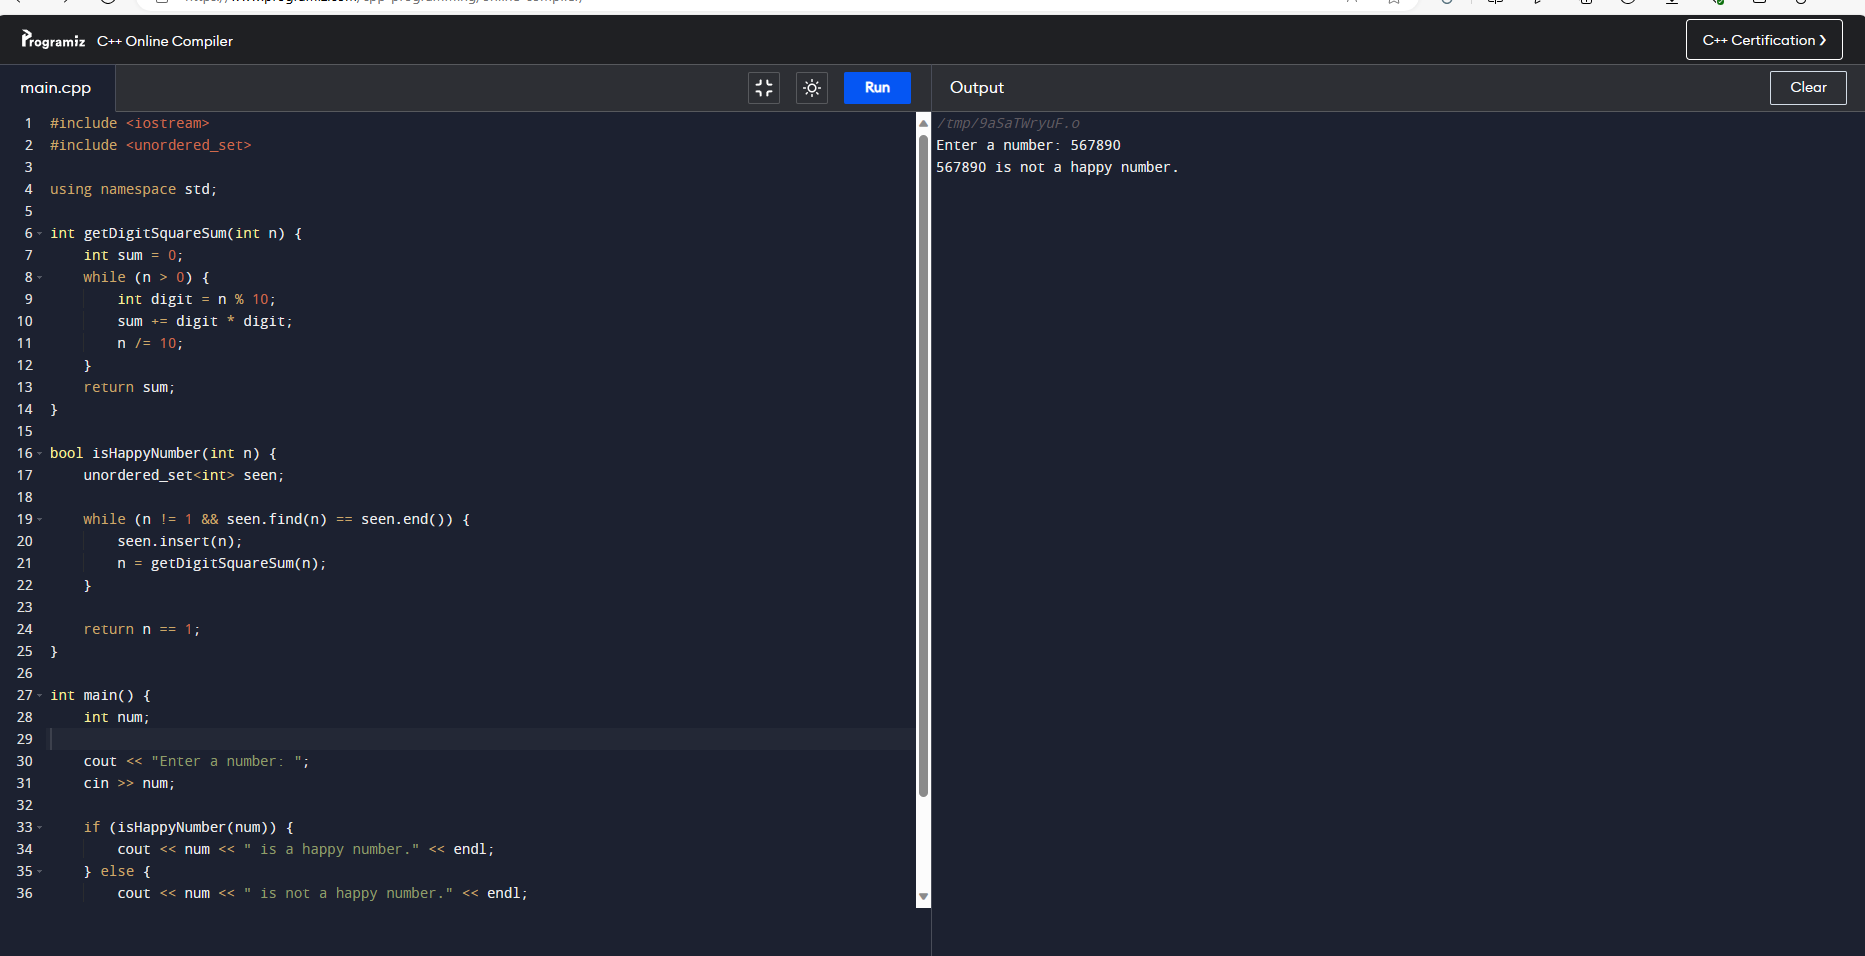 Programiz C++ Online Compiler
C++ Certification ❯
main.cpp
Run
Output
Clear
1 #include <iostream>
2 #include <unordered_set>
3
4 using namespace std;
5
6 int getDigitSquareSum(int n) {
7     int sum = 0;
8     while (n > 0) {
9         int digit = n % 10;
10         sum += digit * digit;
11         n /= 10;
12     }
13     return sum;
14 }
15
16 bool isHappyNumber(int n) {
17     unordered_set<int> seen;
18
19     while (n != 1 && seen.find(n) == seen.end()) {
20         seen.insert(n);
21         n = getDigitSquareSum(n);
22     }
23
24     return n == 1;
25 }
26
27 int main() {
28     int num;
29
30     cout << "Enter a number: ";
31     cin >> num;
32
33     if (isHappyNumber(num)) {
34         cout << num << " is a happy number." << endl;
35     } else {
36         cout << num << " is not a happy number." << endl;
/tmp/9aSaTWryuF.o
Enter a number: 567890
567890 is not a happy number.